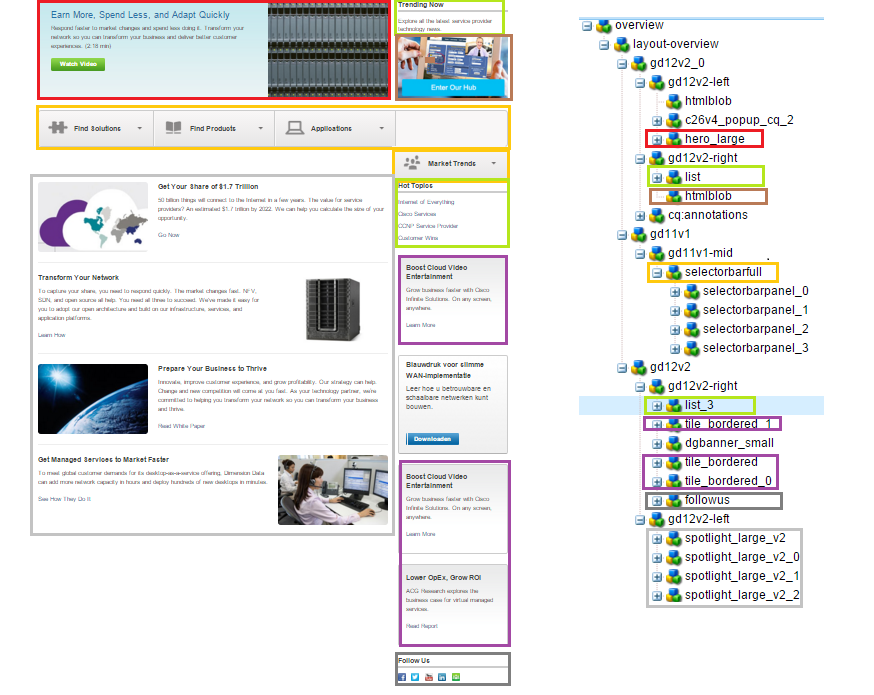 Earn More, Spend Less, and Adapt Quickly
Respond faster to market changes and spend less doing it. Transform your
network so you can transform your business and deliver better customer
experiences. (2:18 min)
Watch Video
Trending Now
Explore all the latest service provider
technology news.
Enter Our Hub
Find Solutions
Find Products
Applications
Market Trends
Get Your Share of $1.7 Trillion
50 billion things will connect to the Internet in a few years. The value for service
providers? An estimated $1.7 trillion by 2022. We can help you calculate the size of your
opportunity.
Go Now
Transform Your Network
To capture your share, you need to respond quickly. The market changes fast. NFV,
SDN, and open source all help. You need all three to succeed. We've made it easy for
you to adopt our open architecture and build on our infrastructure, services, and
application platforms.
Learn How
Prepare Your Business to Thrive
Innovate, improve customer experience, and grow profitability. Our strategy can help.
Change and new competition will come at you fast. As your technology partner, we're
committed to helping you transform your network so you can transform your business
and thrive.
Read White Paper
Get Managed Services to Market Faster
To meet global customer demands for its desktop-as-a-service offering, Dimension Data
can add more network capacity in hours and deploy hundreds of new desktops in minutes.
See How They Do It
Hot Topics
Internet of Everything
Cisco Services
CCNP Service Provider
Customer Wins
Boost Cloud Video
Entertainment
Grow business faster with Cisco
Infinite Solutions. On any screen,
anywhere.
Learn More
Blauwdruk voor slimme
WAN-implementatie
Leer hoe u betrouwbare en
schaalbare netwerken kunt
bouwen.
Downloaden
Boost Cloud Video
Entertainment
Grow business faster with Cisco
Infinite Solutions. On any screen,
anywhere.
Learn More
Lower OpEx, Grow ROI
ACG Research explores the
business case for virtual managed
services.
Read Report
Follow Us
overview
layout-overview
gd12v2_0
gd12v2-left
htmlblob
c26v4_popup_cq_2
hero_large
gd12v2-right
list
htmlblob
cq:annotations
gd11v1
gd11v1-mid
selectorbarfull
selectorbarpanel_0
selectorbarpanel_1
selectorbarpanel_2
selectorbarpanel_3
gd12v2
gd12v2-right
list_3
tile_bordered_1
dgbanner_small
tile_bordered
tile_bordered_0
followus
gd12v2-left
spotlight_large_v2
spotlight_large_v2_0
spotlight_large_v2_1
spotlight_large_v2_2